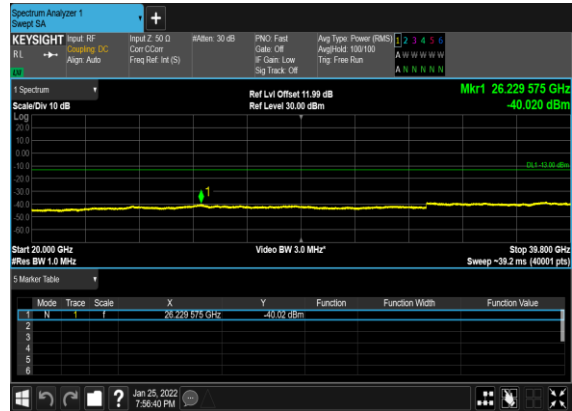 Spectrum Analyzer 1
Swept SA
+
KEYSIGHT Input: RF Input Z: 50 Ω #Atten: 30 dB PNO: Fast Avg Type: Power (RMS) 1 2 3 4 5 6
RL Coupling: DC Corr CCorr Gate: Off Avg|Hold: 100/100 A W W W W W
Align: Auto Freq Ref: Int (S) IF Gain: Low Trig: Free Run
Sig Track: Off A N N N N N
1 Spectrum Ref Lvl Offset 11.99 dB Mkr1 26.229 575 GHz
Scale/Div 10 dB Ref Level 30.00 dBm -40.020 dBm
Log
20.0
10.0
0.00
-10.0
DL1 -13.00 dBm
-20.0
-30.0
1
-40.0
-50.0
-60.0
Start 20.000 GHz Video BW 3.0 MHz* Stop 39.800 GHz
#Res BW 1.0 MHz Sweep ~39.2 ms (40001 pts)
5 Marker Table
Mode Trace Scale X Y Function Function Width Function Value
1 N 1 f 26.229 575 GHz -40.02 dBm
2
3
4
5
6
? Jan 25, 2022
7:56:40 PM